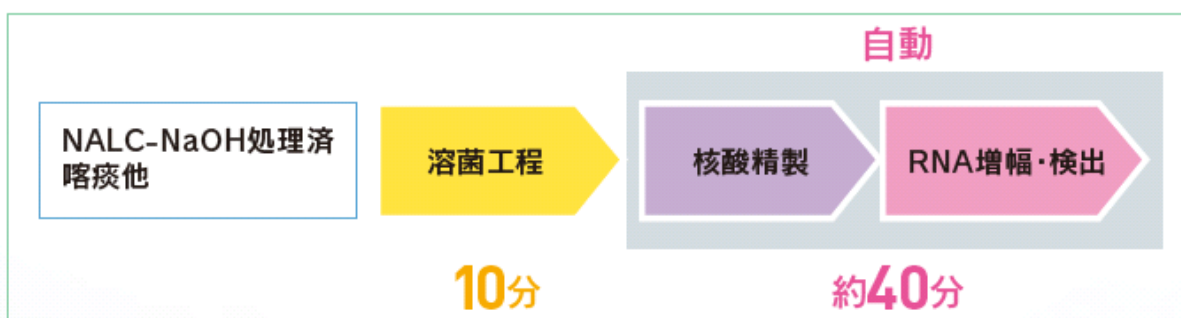 自動
NALC-NaOH処理済
喀痰他
溶菌工程
核酸精製
RNA増幅・検出
10分
約40分